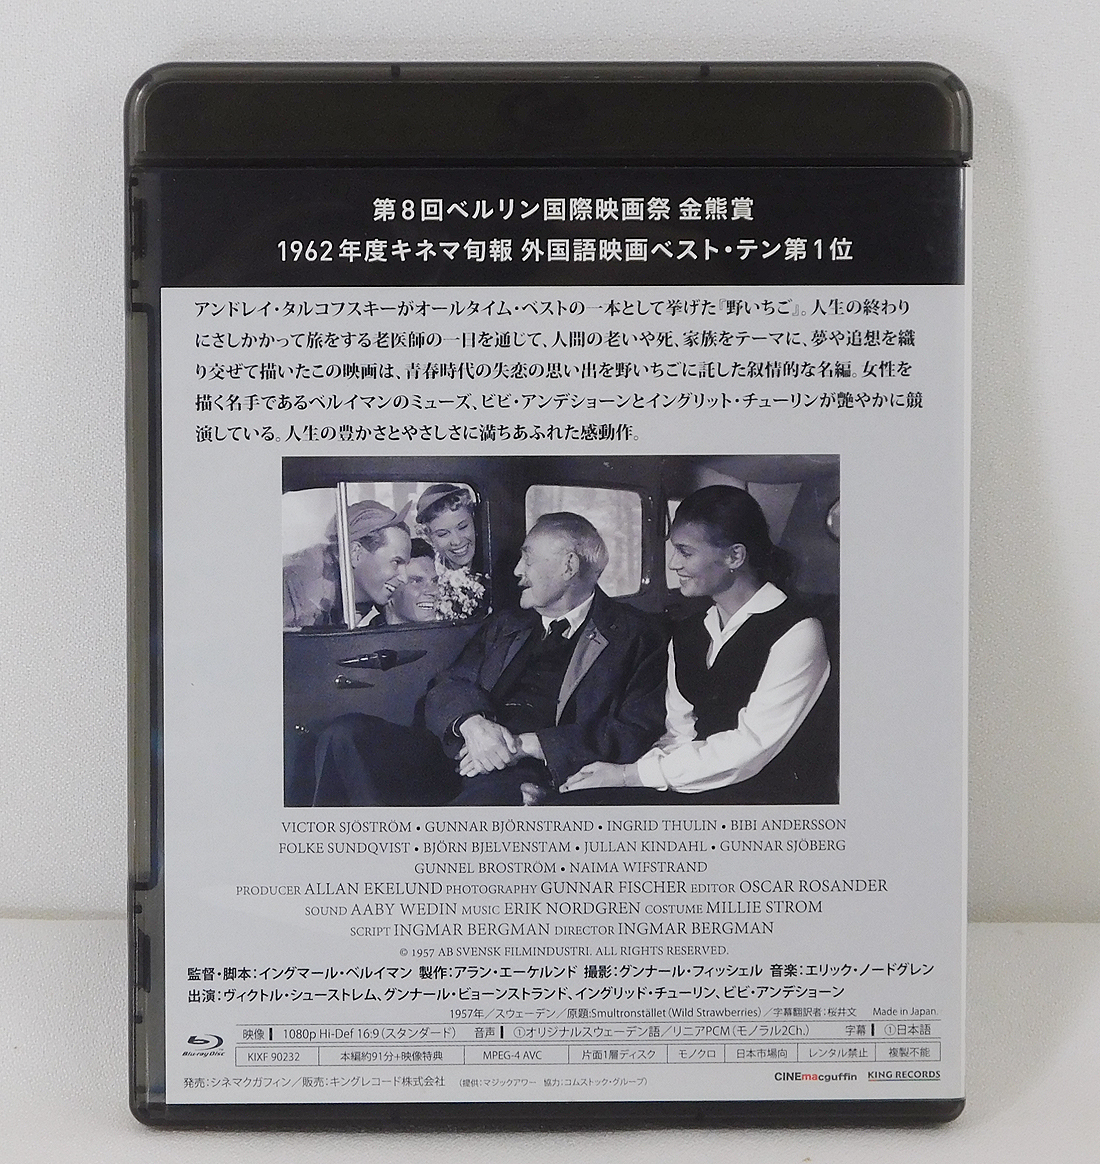 第8回ベルリン国際映画祭 金熊賞
1962年度キネマ旬報 外国語映画ベスト・テン第1位
アンドレイ・タルコフスキーがオールタイム・ベストの一本として挙げた『野いちご』。人生の終わり
にさしかかって旅をする老医師の一日を通じて、人間の老いや死、家族をテーマに、夢や追想を織
り交ぜて描いたこの映画は、青春時代の失恋の思い出を野いちごに託した叙情的な名編。女性を
描く名手であるベルイマンのミューズ、ビビ・アンデショーンとイングリット・チューリンが艶やかに競
演している。人生の豊かさとやさしさに満ちあふれた感動作。
VICTOR SJÖSTRÖM • GUNNAR BJÖRNSTRAND • INGRID THULIN • BIBI ANDERSSON
FOLKE SUNDQVIST • BJÖRN BJELVENSTAM • JULLAN KINDAHL • GUNNAR SJÖBERG
GUNNEL BROSTRÖM • NAIMA WIFSTRAND
PRODUCER ALLAN EKELUND PHOTOGRAPHY GUNNAR FISCHER EDITOR OSCAR ROSANDER
SOUND AABY WEDIN MUSIC ERIK NORDGREN COSTUME MILLIE STROM
SCRIPT INGMAR BERGMAN DIRECTOR INGMAR BERGMAN
© 1957 AB SVENSK FILMINDUSTRI. ALL RIGHTS RESERVED.
監督・脚本：イングマール・ベルイマン 製作：アラン・エーケルンド 撮影：グンナール・フィッシェル 音楽：エリック・ノードグレン
出演：ヴィクトル・シューストレム、グンナール・ビョーンストランド、イングリッド・チューリン、ビビ・アンデショーン
1957年／スウェーデン／原題:Smultronstället (Wild Strawberries)／字幕翻訳者：桜井文 Made in Japan.
Blu-ray Disc 映像 1080p Hi-Def 16:9（スタンダード） 音声 ①オリジナルスウェーデン語／リニアPCM（モノラル2Ch.） 字幕 ①日本語
KIXF 90232 本編約91分+映像特典 MPEG-4 AVC 片面1層ディスク モノクロ 日本市場向 レンタル禁止 複製不能
発売：シネマクガフィン／販売：キングレコード株式会社 （提供：マジックアワー 協力：コムストック・グループ） CINEmacguffin KING RECORDS